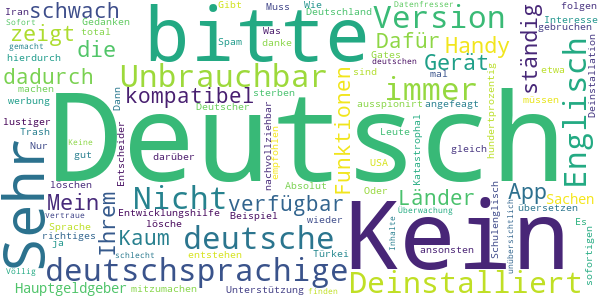 Iran
schwach
Gedanken
Gibt
Muss
Wie
Datenfresser
folgen
Sofort
total
bitte
Deutschland
Version
ständig
Interesse
zeigt
die
Spam
Was
danke
Gates
Dafür
Handy
gebrochen
hierdurch
gemacht
deutschen
etwa
dadurch
Unbrauchbar
sind
mal
Gerät
Englisch
Deinstallation
machen
werbung
kompatibel
sterben
ausspioniert
angefeagt
immer
hundertprozentig
müssen
lustiger
Trash
Dann
Deutscher
Deutsch
Funktionen
Leute
Katastrophal
gleich
Nur
gut
Entscheider
darüber
nachvollziehbar
empfohlen
Keine
USA
Sehr
löschen
Mein
Ihrem
Nicht
Absolut
Oder
Länder
App
Sachen
verfügbar
Kein
Schulenglisch
übersetzen
Vertraue
Entwicklungshilfe
lösche
Beispiel
wieder
Überwachung
unübersichtlich
Sprache
richtiges
ja
Kaum
deutsche
Türkei
Inhalte
ansonsten
Es
sofortigen
schlecht
entstehen
Völlig
deutschsprachige
Deinstalliert
Hauptgeldgeber
mitzumachen
Unterstützung
finden